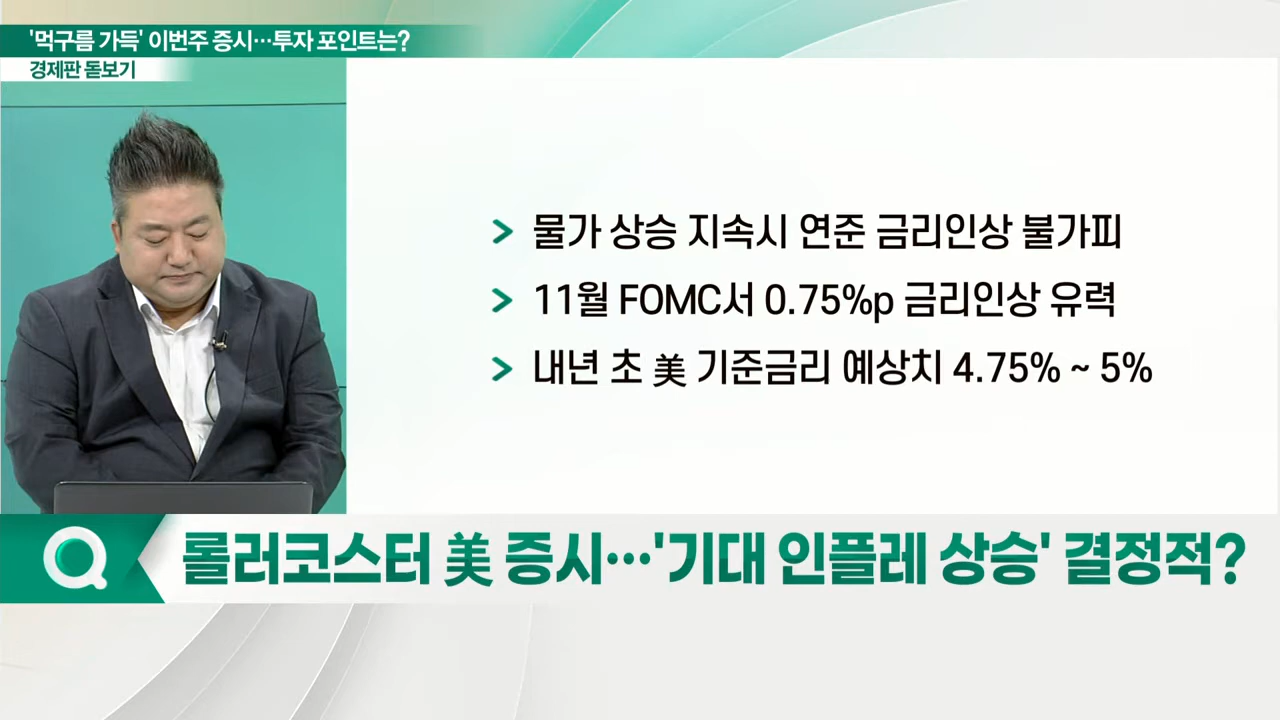 '먹구름 가득' 이번주 증시…투자 포인트는?
경제판 돋보기
> 물가 상승 지속시 연준 금리인상 불가피
> 11월 FOMC서 0.75%p 금리인상 유력
> 내년 초 美 기준금리 예상치 4.75% ~ 5%
롤러코스터 美 증시…'기대 인플레 상승' 결정적?